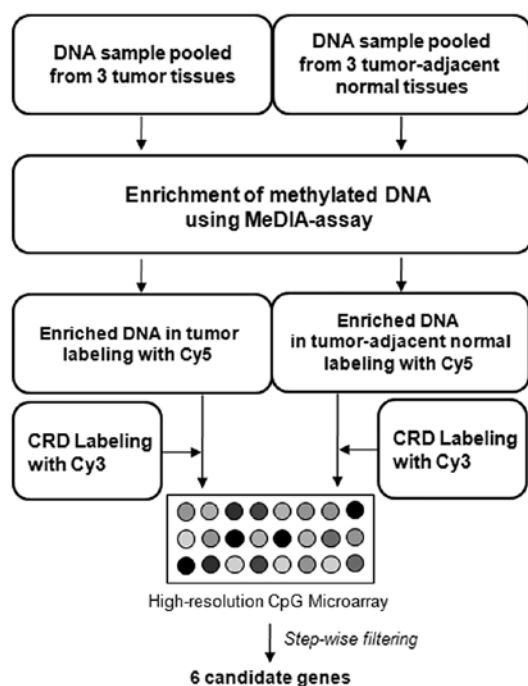 DNA sample pooled
from 3 tumor tissues
DNA sample pooled
from 3 tumor-adjacent
normal tissues
Enrichment of methylated DNA
using MeDIA-assay
Enriched DNA in tumor
labeling with Cy5
Enriched DNA
in tumor-adjacent normal
labeling with Cy5
CRD Labeling
with Cy3
CRD Labeling
with Cy3
High-resolution CpG Microarray
Step-wise filtering
6 candidate genes